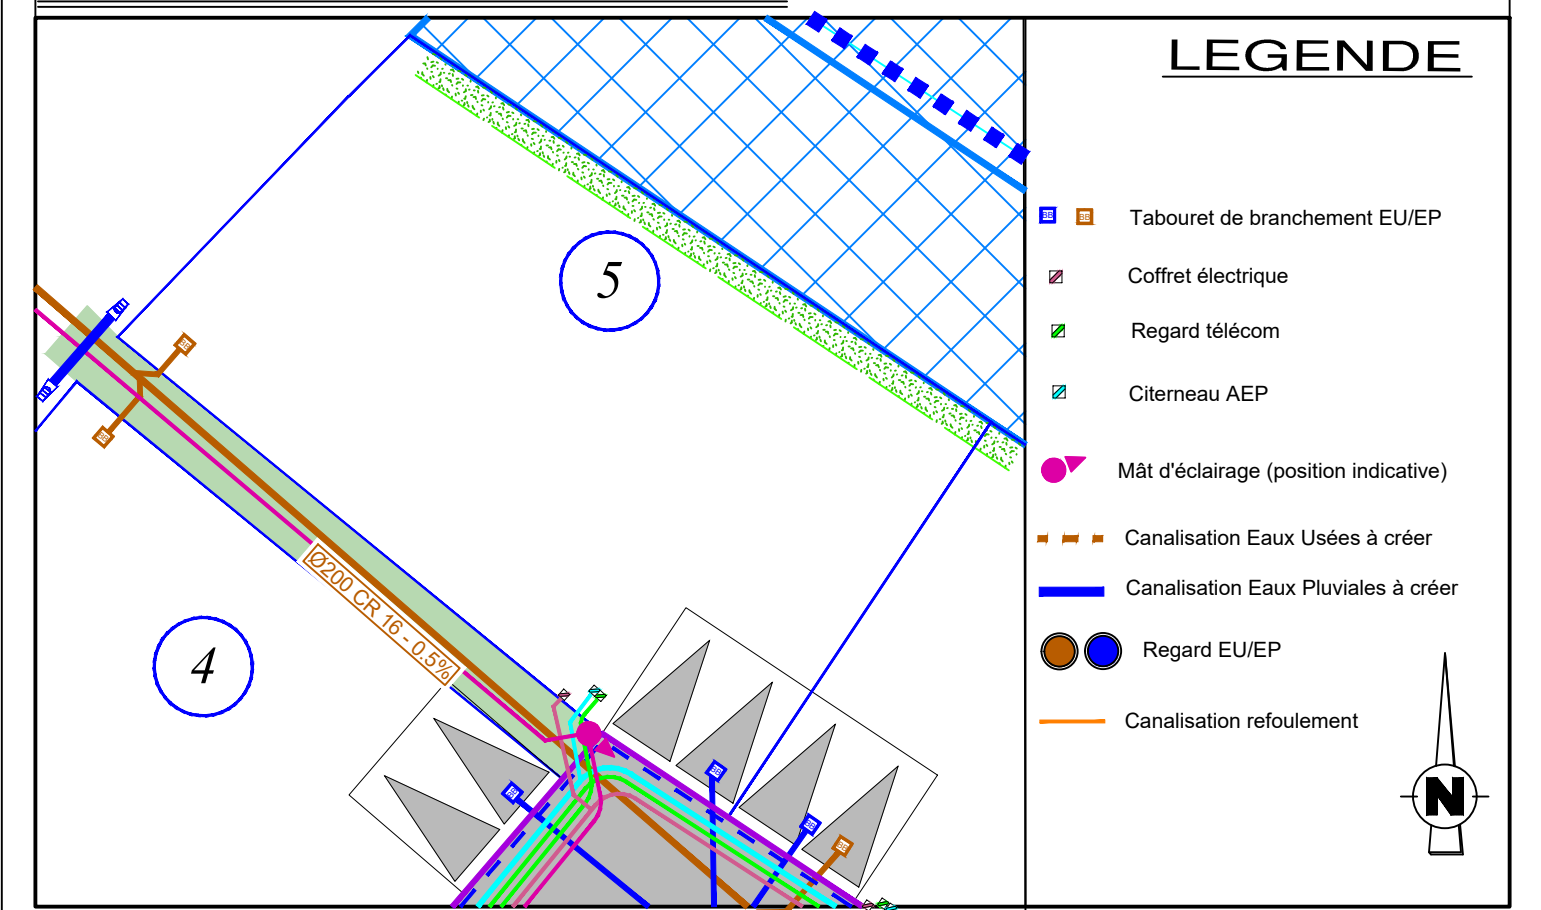 LEGENDE
5
4
Ø200 CR 16 - 0.5%
Tabouret de branchement EU/EP
Coffret électrique
Regard télécom
Citerneau AEP
Mât d'éclairage (position indicative)
Canalisation Eaux Usées à créer
Canalisation Eaux Pluviales à créer
Regard EU/EP
Canalisation refoulement
N